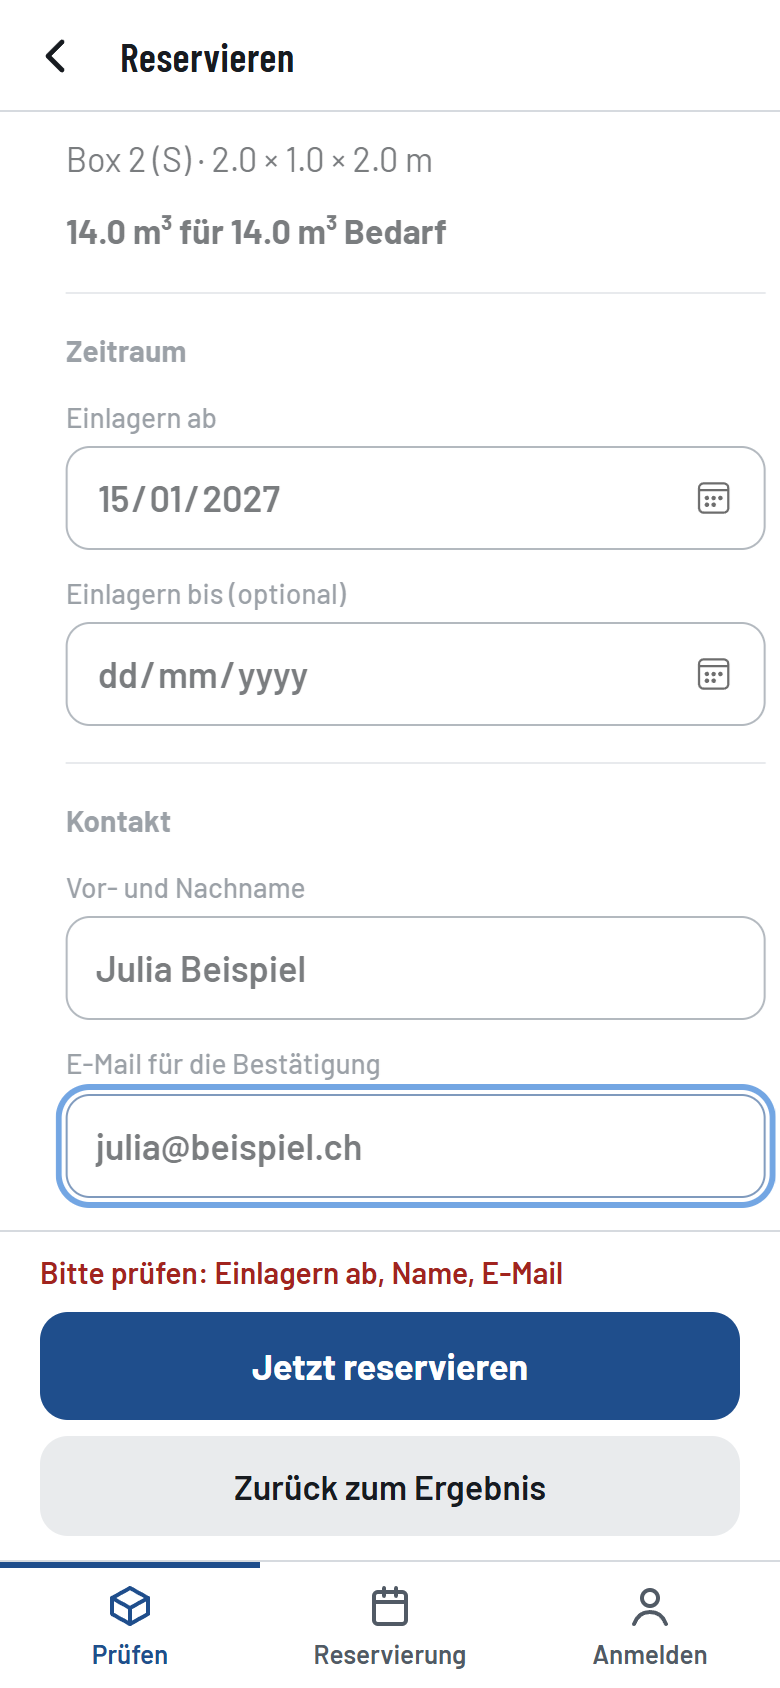 Reservieren
Box 2 (S) · 2.0 × 1.0 × 2.0 m
14.0 m³ für 14.0 m³ Bedarf
Zeitraum
Einlagern ab
15/01/2027
Einlagern bis (optional)
dd/mm/yyyy
Kontakt
Vor- und Nachname
Julia Beispiel
E-Mail für die Bestätigung
julia@beispiel.ch
Bitte prüfen: Einlagern ab, Name, E-Mail
Jetzt reservieren
Zurück zum Ergebnis
Prüfen
Reservierung
Anmelden